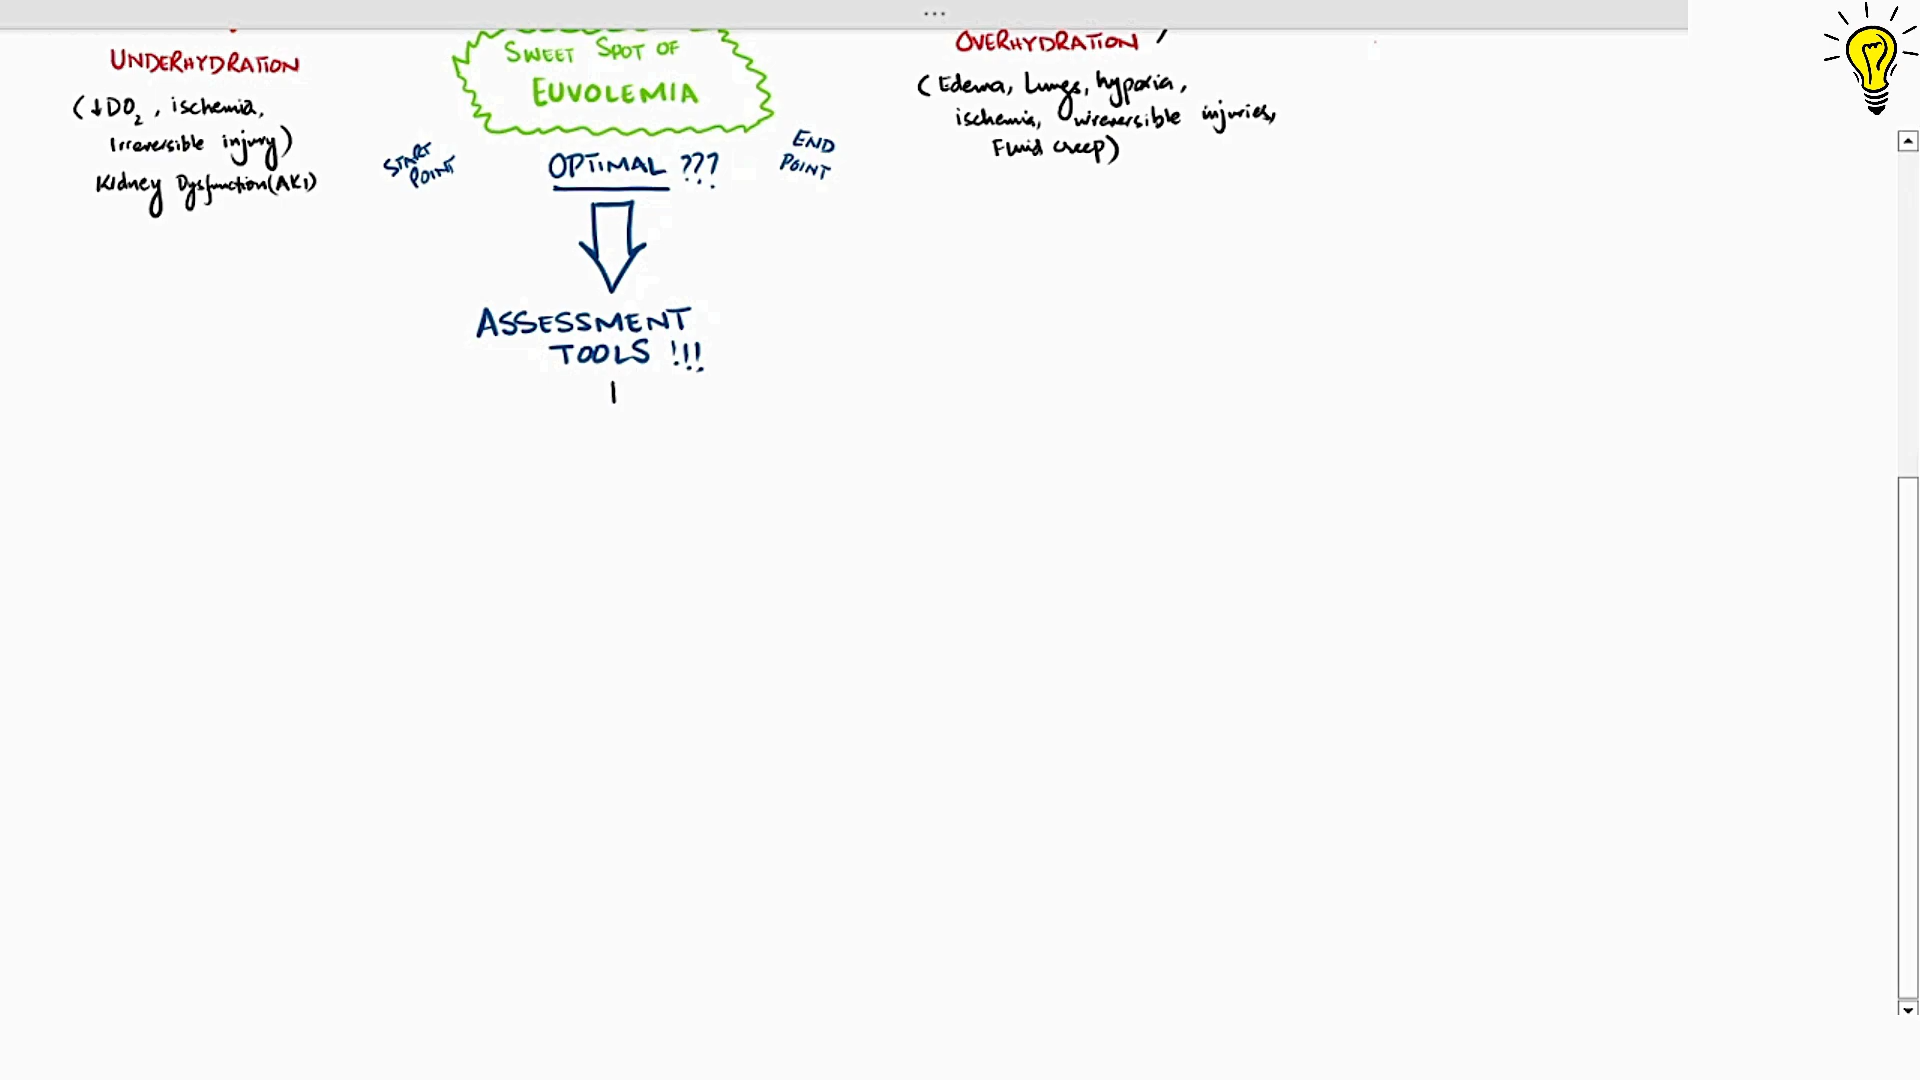 UNDERHYDRATION
(↓DO2, ischemia,
Irreversible injury)
Kidney Dysfunction(AKI)
SWEET SPOT OF
EUVOLEMIA
START
POINT
OPTIMAL ???
END
POINT
ASSESSMENT
TOOLS !!!
OVERHYDRATION
(Edema, Lungs, hypoxia,
ischemia, irreversible injuries,
Fluid creep)